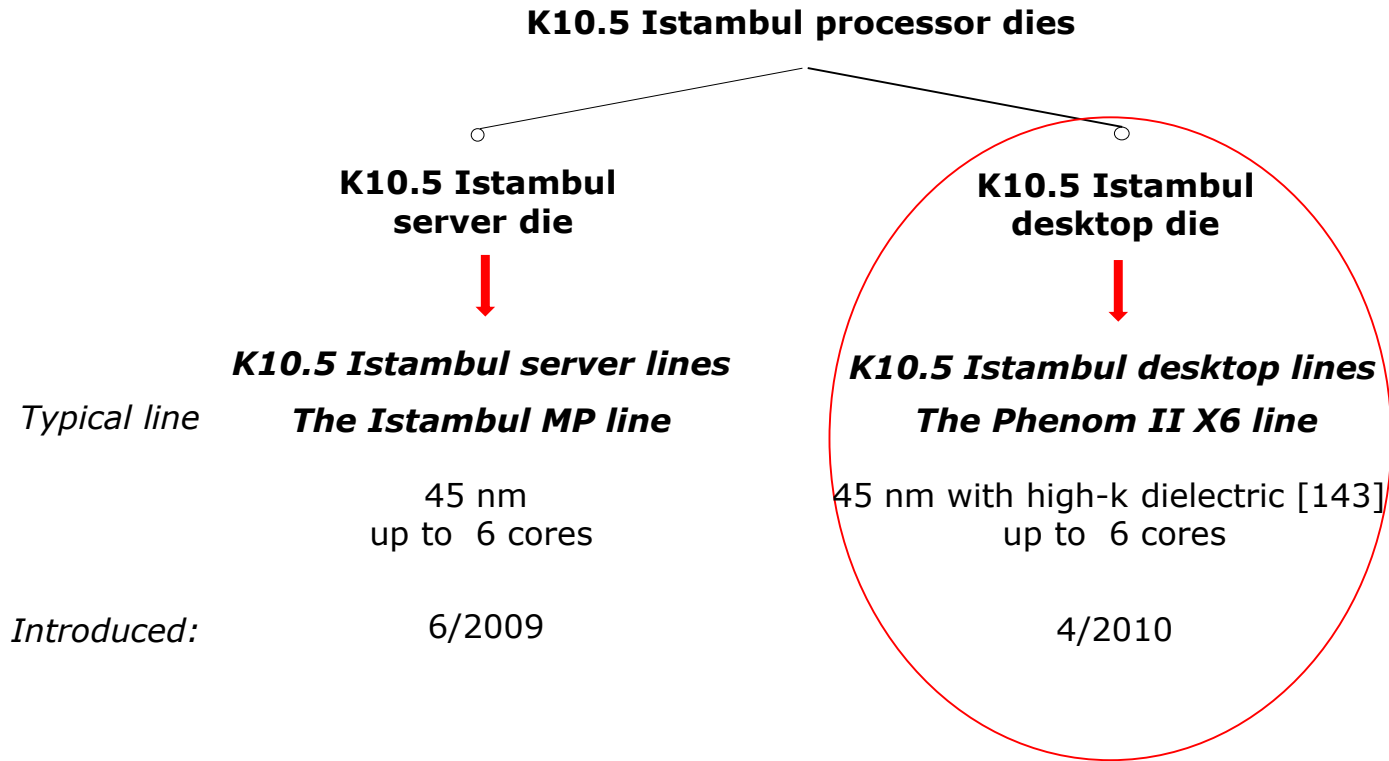 K10.5 Istambul processor dies
K10.5 Istambul
server die
K10.5 Istambul
desktop die
K10.5 Istambul server lines
K10.5 Istambul desktop lines
Typical line
The Istambul MP line
The Phenom II X6 line
45 nm
up to  6 cores
45 nm with high-k dielectric [143]
up to  6 cores
Introduced:
6/2009
4/2010